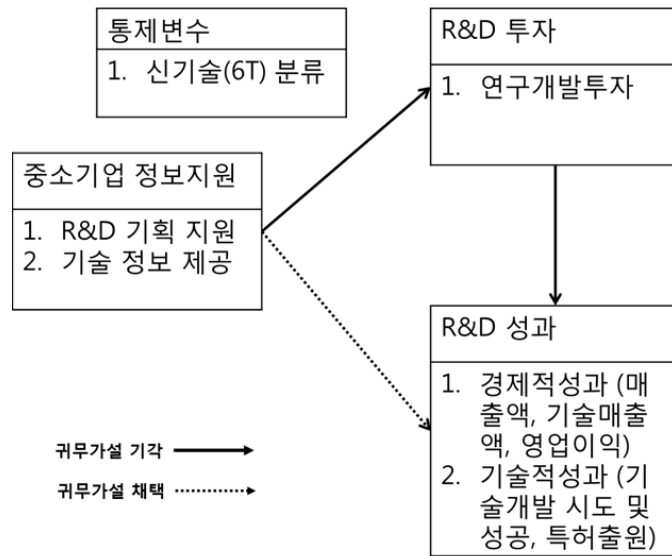 통제변수
1. 신기술(6T) 분류
R&D 투자
1. 연구개발투자
중소기업 정보지원
1. R&D 기획 지원
2. 기술 정보 제공
R&D 성과
1. 경제적성과 (매
출액, 기술매출
액, 영업이익)
2. 기술적성과 (기
술개발 시도 및
성공, 특허출원)
귀무가설 기각
귀무가설 채택